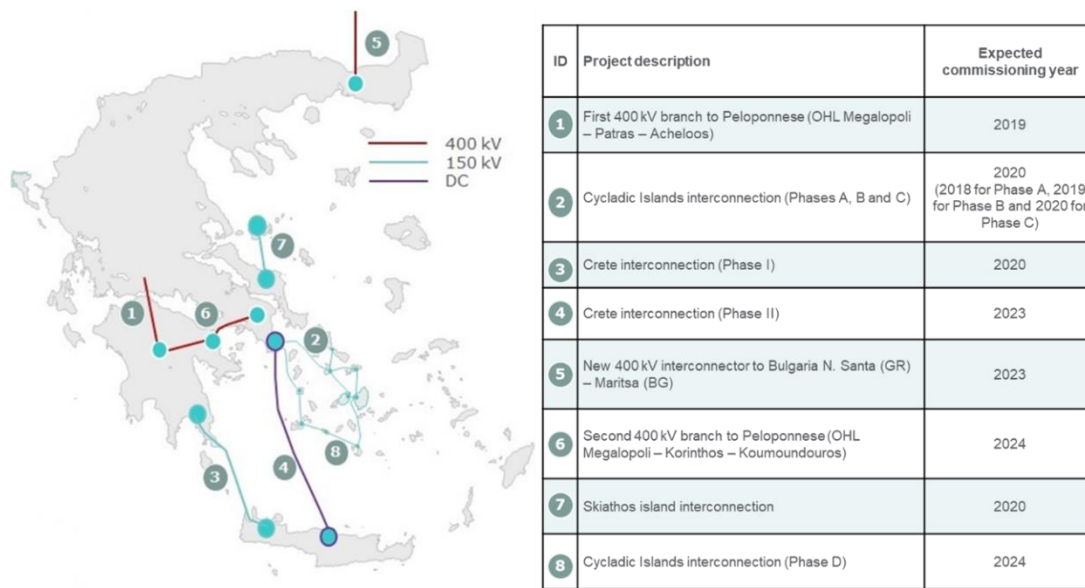 5
400 kV
150 kV
DC
7
1
6
2
3
4
8
ID Project description Expected
commissioning year
1 First 400 kV branch to Peloponnese (OHL Megalopoli
– Patras – Acheloos) 2019
2 Cycladic Islands interconnection (Phases A, B and C) 2020
(2018 for Phase A, 2019
for Phase B and 2020 for
Phase C)
3 Crete interconnection (Phase I) 2020
4 Crete interconnection (Phase II) 2023
5 New 400 kV interconnector to Bulgaria N. Santa (GR)
– Maritsa (BG) 2023
6 Second 400 kV branch to Peloponnese (OHL
Megalopoli – Korinthos – Koumoundouros) 2024
7 Skiathos island interconnection 2020
8 Cycladic Islands interconnection (Phase D) 2024